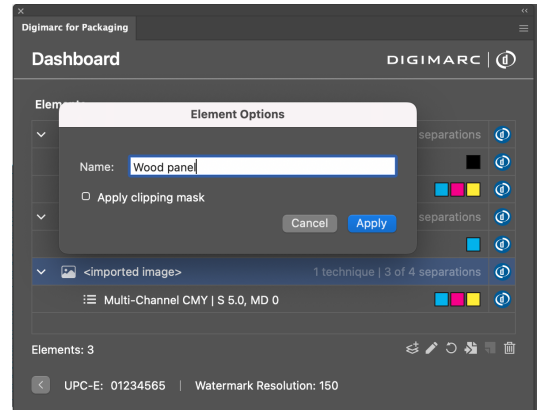 Digimarc for Packaging
Dashboard
DIGIMARC
Element Options
separations
Name: Wood panel
Apply clipping mask
Cancel Apply
separations
<imported image> 1 technique | 3 of 4 separations
Multi-Channel CMY | S 5.0, MD 0
Elements: 3
UPC-E: 01234565 | Watermark Resolution: 150